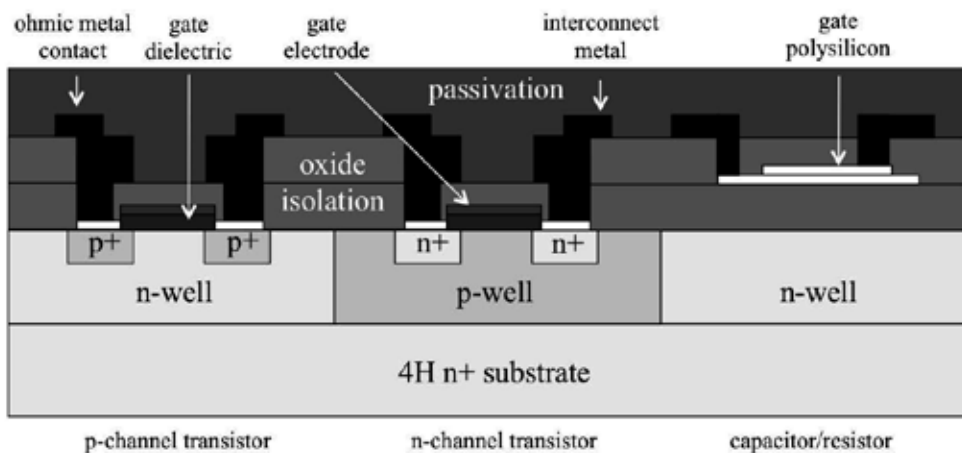 ohmic metal
contact
gate
dielectric
gate
electrode
interconnect
metal
gate
polysilicon
passivation
oxide
isolation
p+
p+
n+
n+
n-well
p-well
n-well
4H n+ substrate
p-channel transistor
n-channel transistor
capacitor/resistor